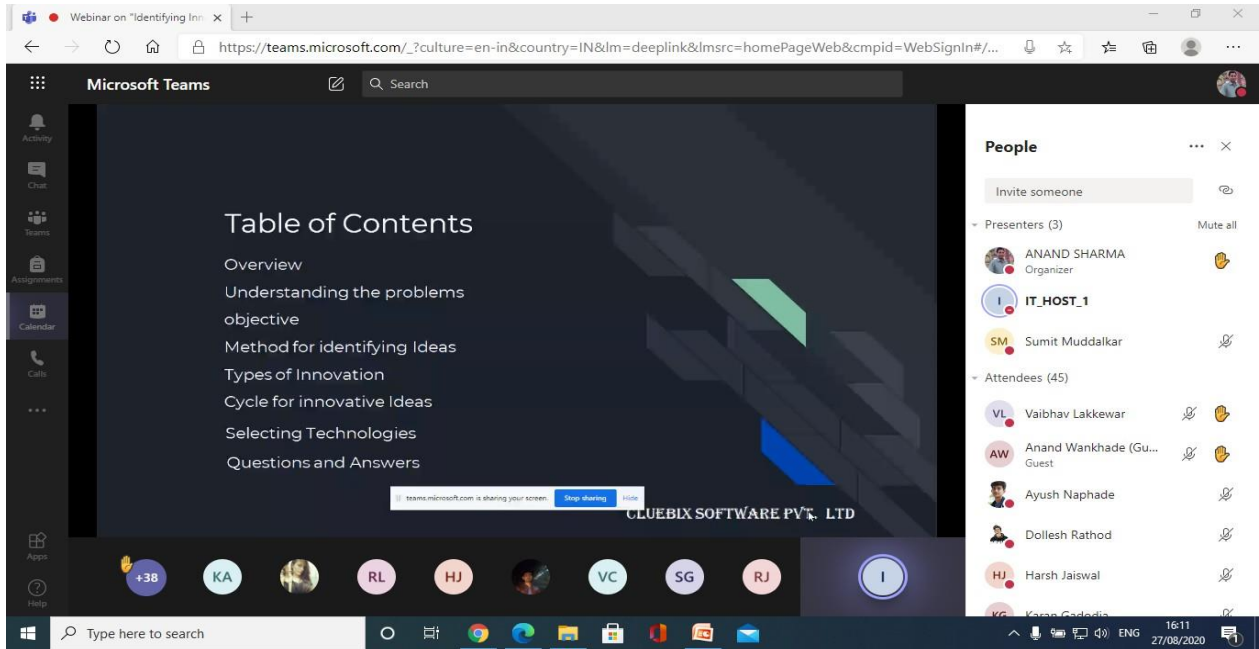 Webinar on "Identifying Inn
https://teams.microsoft.com/_?culture=en-in&country=IN&lm=deeplink&lmsrc=homePageWeb&cmpid=WebSignIn#/...
Microsoft Teams
Search
Activity
Chat
Teams
Assignments
Calendar
Calls
Apps
Help
Table of Contents
Overview
Understanding the problems
objective
Method for identifying Ideas
Types of Innovation
Cycle for innovative Ideas
Selecting Technologies
Questions and Answers
teams.microsoft.com is sharing your screen. Stop sharing Hide
CLUEBIX SOFTWARE PVT. LTD
+38 KA RL HJ VC SG RJ I
People
Invite someone
Presenters (3) Mute all
ANAND SHARMA
Organizer
I IT_HOST_1
SM Sumit Muddalkar
Attendees (45)
VL Vaibhav Lakkewar
AW Anand Wankhade (Gu...
Guest
Ayush Naphade
Dollesh Rathod
HJ Harsh Jaiswal
KG Karan Gadodia
Type here to search
ENG
16:11
27/08/2020